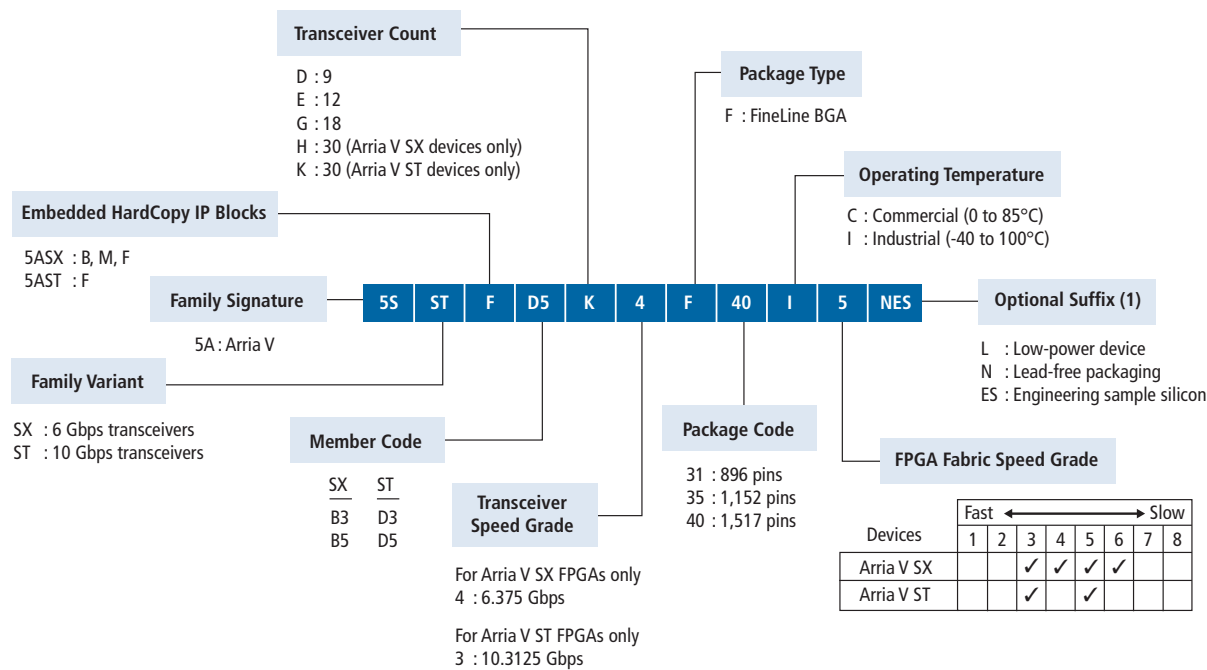 Transceiver Count
D : 9
E : 12
G : 18
H : 30 (Arria V SX devices only)
K : 30 (Arria V ST devices only)
Package Type
F : FineLine BGA
Operating Temperature
C : Commercial (0 to 85°C)
I : Industrial (-40 to 100°C)
Embedded HardCopy IP Blocks
5ASX : B, M, F
5AST : F
Family Signature
5A : Arria V
5S ST F D5 K 4 F 40 I 5 NES
Optional Suffix (1)
L : Low-power device
N : Lead-free packaging
ES : Engineering sample silicon
Family Variant
SX : 6 Gbps transceivers
ST : 10 Gbps transceivers
Member Code
SX ST
B3 D3
B5 D5
Transceiver
Speed Grade
For Arria V SX FPGAs only
4 : 6.375 Gbps
For Arria V ST FPGAs only
3 : 10.3125 Gbps
Package Code
31 : 896 pins
35 : 1,152 pins
40 : 1,517 pins
FPGA Fabric Speed Grade
Fast Slow
Devices 1 2 3 4 5 6 7 8
Arria V SX ✓ ✓ ✓ ✓
Arria V ST ✓ ✓